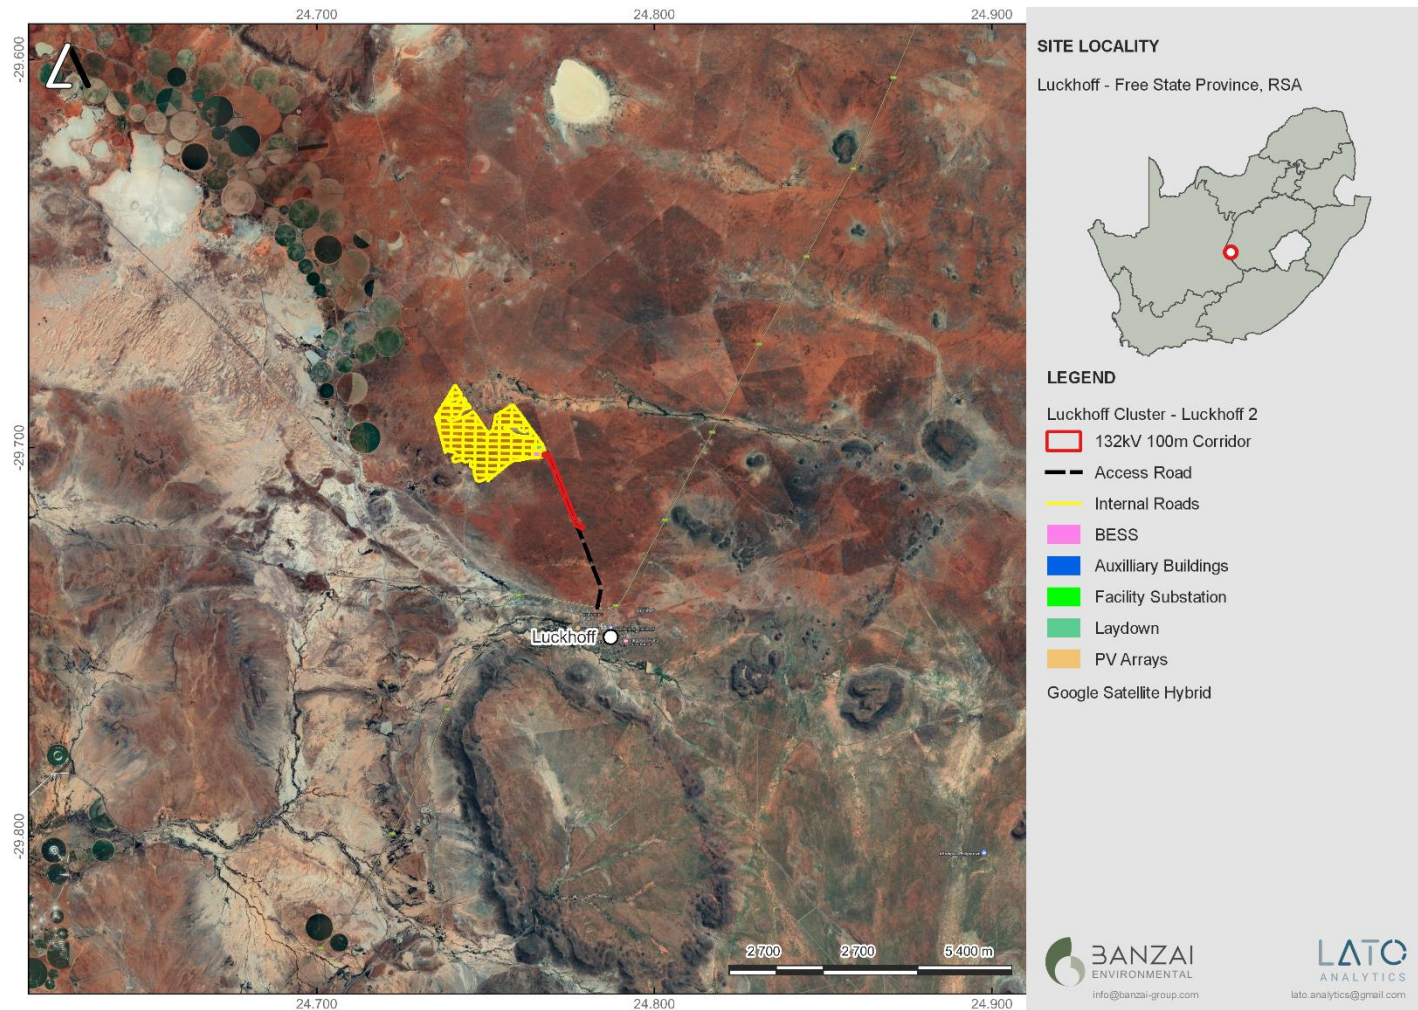 24.700
24.800
24.900
-29.600
-29.700
-29.800
Luckhoff
2 700
2 700
5 400 m
24.700
24.800
24.900
SITE LOCALITY
Luckhoff - Free State Province, RSA
LEGEND
Luckhoff Cluster - Luckhoff 2
132kV 100m Corridor
Access Road
Internal Roads
BESS
Auxilliary Buildings
Facility Substation
Laydown
PV Arrays
Google Satellite Hybrid
BANZAI
ENVIRONMENTAL
info@banzai-group.com
LATO
ANALYTICS
lato.analytics@gmail.com